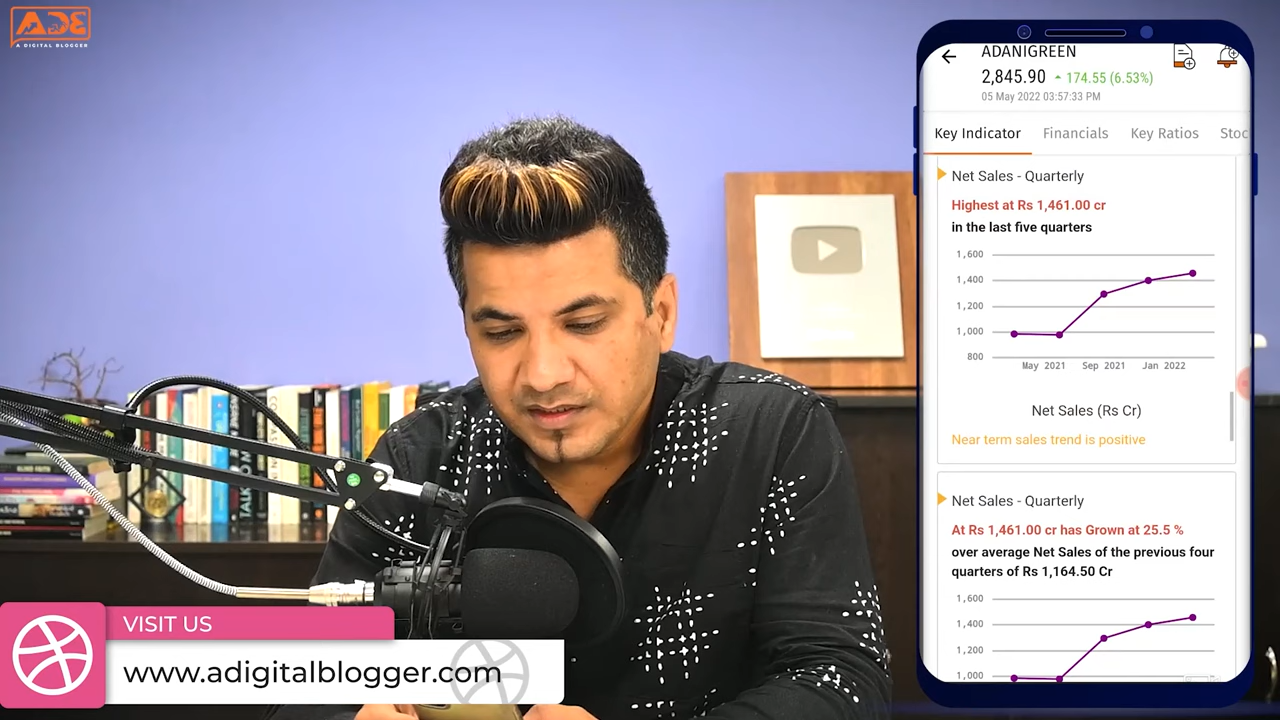 ADB
A DIGITAL BLOGGER
ADANIGREEN
2,845.90 174.55 (6.53%)
05 May 2022 03:57:33 PM
Key Indicator Financials Key Ratios Stoc
Net Sales - Quarterly
Highest at Rs 1,461.00 cr
in the last five quarters
1,600
1,400
1,200
1,000
800
May 2021 Sep 2021 Jan 2022
Net Sales (Rs Cr)
Near term sales trend is positive
Net Sales - Quarterly
At Rs 1,461.00 cr has Grown at 25.5 %
over average Net Sales of the previous four
quarters of Rs 1,164.50 Cr
1,600
1,400
1,200
1,000
VISIT US
www.adigitalblogger.com